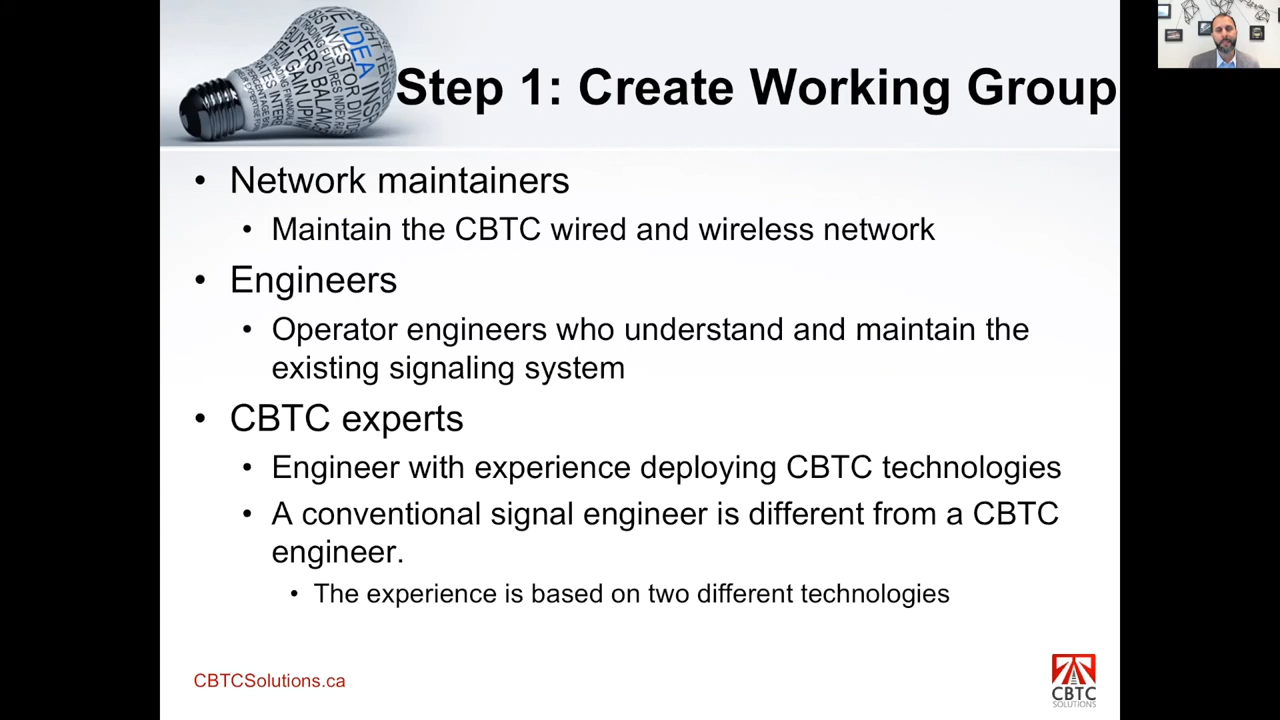 Step 1: Create Working Group
• Network maintainers
• Maintain the CBTC wired and wireless network
• Engineers
• Operator engineers who understand and maintain the
existing signaling system
• CBTC experts
• Engineer with experience deploying CBTC technologies
• A conventional signal engineer is different from a CBTC
engineer.
• The experience is based on two different technologies
CBTCSolutions.ca
CBTC
SOLUTIONS
IDEA